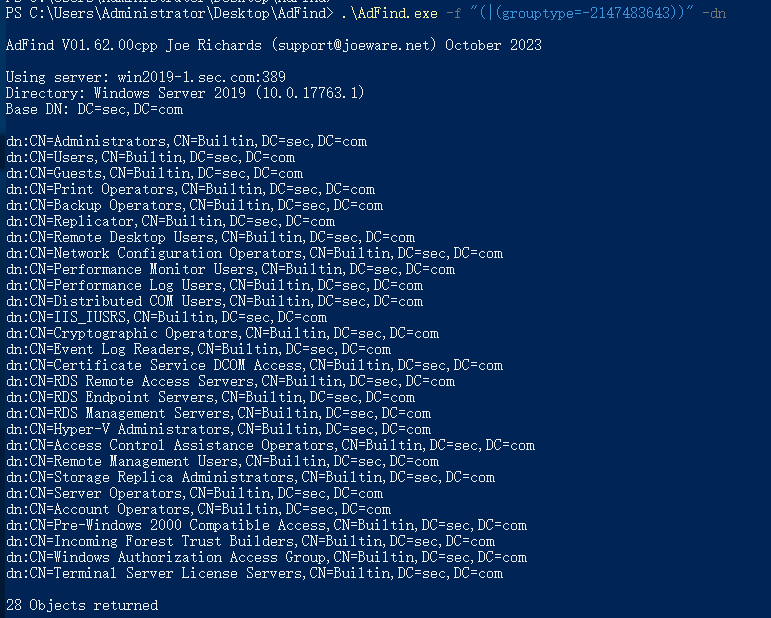 PS C:\Users\Administrator\Desktop\AdFind> .\AdFind.exe -f "(|(grouptype=-2147483643))" -dn
AdFind V01.62.00cpp Joe Richards (support@joeware.net) October 2023
Using server: win2019-1.sec.com:389
Directory: Windows Server 2019 (10.0.17763.1)
Base DN: DC=sec,DC=com
dn:CN=Administrators,CN=Builtin,DC=sec,DC=com
dn:CN=Users,CN=Builtin,DC=sec,DC=com
dn:CN=Guests,CN=Builtin,DC=sec,DC=com
dn:CN=Print Operators,CN=Builtin,DC=sec,DC=com
dn:CN=Backup Operators,CN=Builtin,DC=sec,DC=com
dn:CN=Replicator,CN=Builtin,DC=sec,DC=com
dn:CN=Remote Desktop Users,CN=Builtin,DC=sec,DC=com
dn:CN=Network Configuration Operators,CN=Builtin,DC=sec,DC=com
dn:CN=Performance Monitor Users,CN=Builtin,DC=sec,DC=com
dn:CN=Performance Log Users,CN=Builtin,DC=sec,DC=com
dn:CN=Distributed COM Users,CN=Builtin,DC=sec,DC=com
dn:CN=IIS_IUSRS,CN=Builtin,DC=sec,DC=com
dn:CN=Cryptographic Operators,CN=Builtin,DC=sec,DC=com
dn:CN=Event Log Readers,CN=Builtin,DC=sec,DC=com
dn:CN=Certificate Service DCOM Access,CN=Builtin,DC=sec,DC=com
dn:CN=RDS Remote Access Servers,CN=Builtin,DC=sec,DC=com
dn:CN=RDS Endpoint Servers,CN=Builtin,DC=sec,DC=com
dn:CN=RDS Management Servers,CN=Builtin,DC=sec,DC=com
dn:CN=Hyper-V Administrators,CN=Builtin,DC=sec,DC=com
dn:CN=Access Control Assistance Operators,CN=Builtin,DC=sec,DC=com
dn:CN=Remote Management Users,CN=Builtin,DC=sec,DC=com
dn:CN=Storage Replica Administrators,CN=Builtin,DC=sec,DC=com
dn:CN=Server Operators,CN=Builtin,DC=sec,DC=com
dn:CN=Account Operators,CN=Builtin,DC=sec,DC=com
dn:CN=Pre-Windows 2000 Compatible Access,CN=Builtin,DC=sec,DC=com
dn:CN=Incoming Forest Trust Builders,CN=Builtin,DC=sec,DC=com
dn:CN=Windows Authorization Access Group,CN=Builtin,DC=sec,DC=com
dn:CN=Terminal Server License Servers,CN=Builtin,DC=sec,DC=com
28 Objects returned